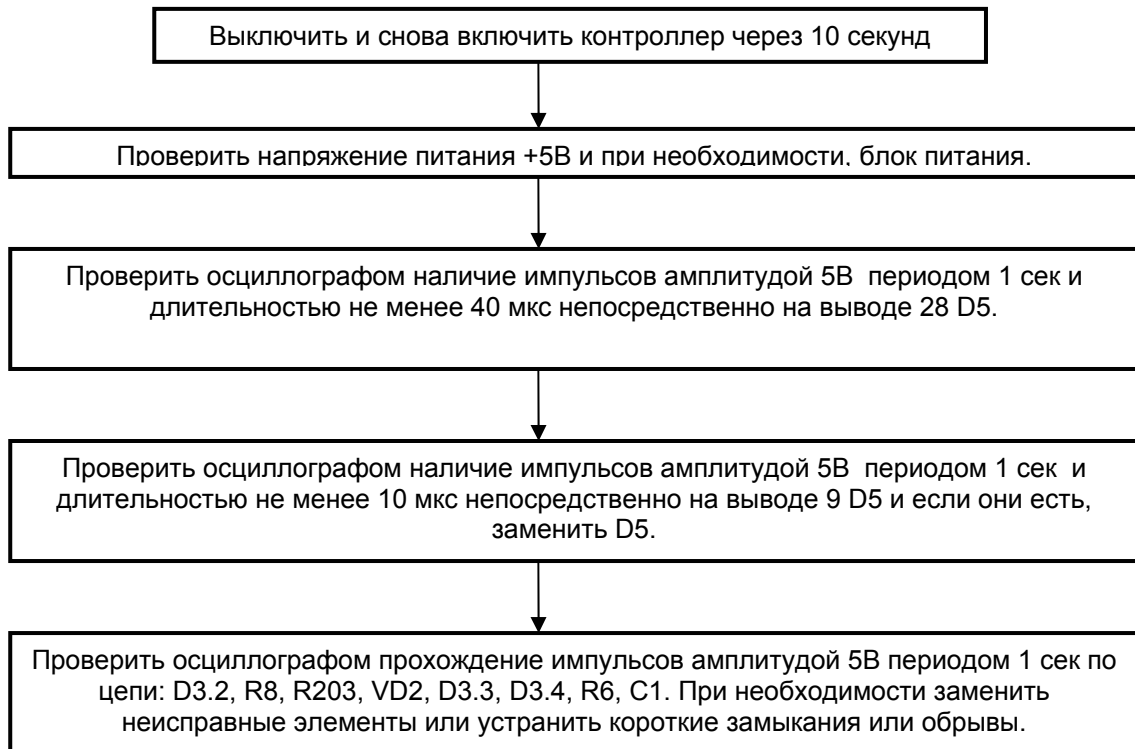 Выключить и снова включить контроллер через 10 секунд
Проверить напряжение питания +5В и при необходимости, блок питания.
Проверить осциллографом наличие импульсов амплитудой 5В периодом 1 сек и
длительностью не менее 40 мкс непосредственно на выводе 28 D5.
Проверить осциллографом наличие импульсов амплитудой 5В периодом 1 сек и
длительностью не менее 10 мкс непосредственно на выводе 9 D5 и если они есть,
заменить D5.
Проверить осциллографом прохождение импульсов амплитудой 5В периодом 1 сек по
цепи: D3.2, R8, R203, VD2, D3.3, D3.4, R6, C1. При необходимости заменить
неисправные элементы или устранить короткие замыкания или обрывы.